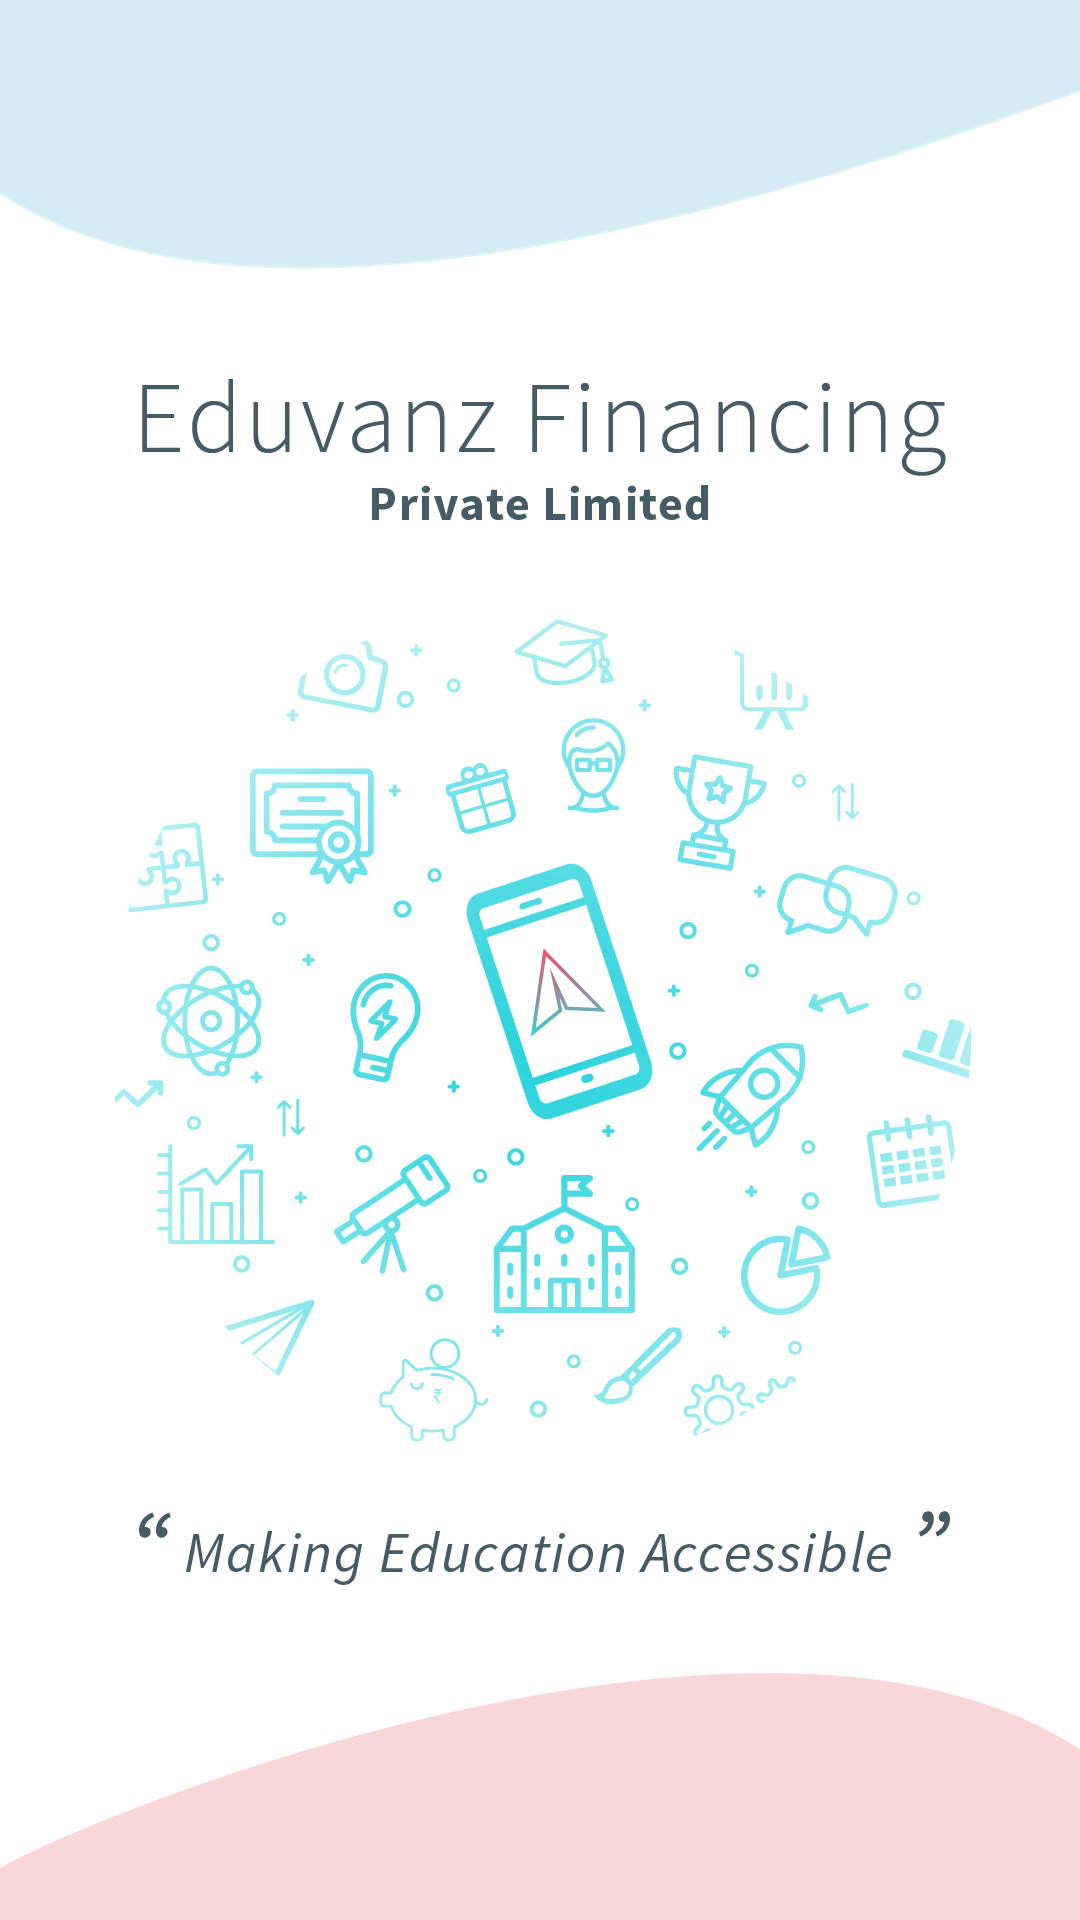 Eduvanz Financing
Private Limited
₹
“ Making Education Accessible ”